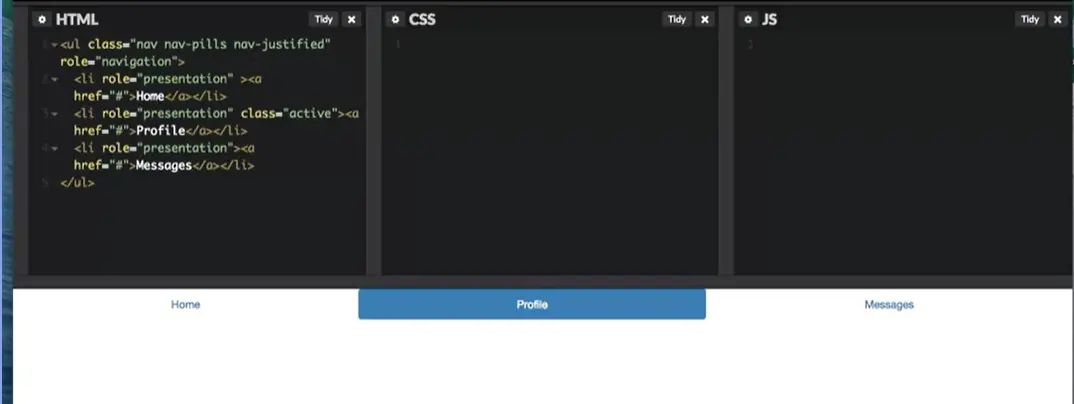 HTML Tidy x CSS Tidy x JS Tidy x
1 <ul class="nav nav-pills nav-justified"
role="navigation">
2 <li role="presentation" ><a
href="#">Home</a></li>
3 <li role="presentation" class="active"><a
href="#">Profile</a></li>
4 <li role="presentation"><a
href="#">Messages</a></li>
5 </ul>
1
1
Home Profile Messages